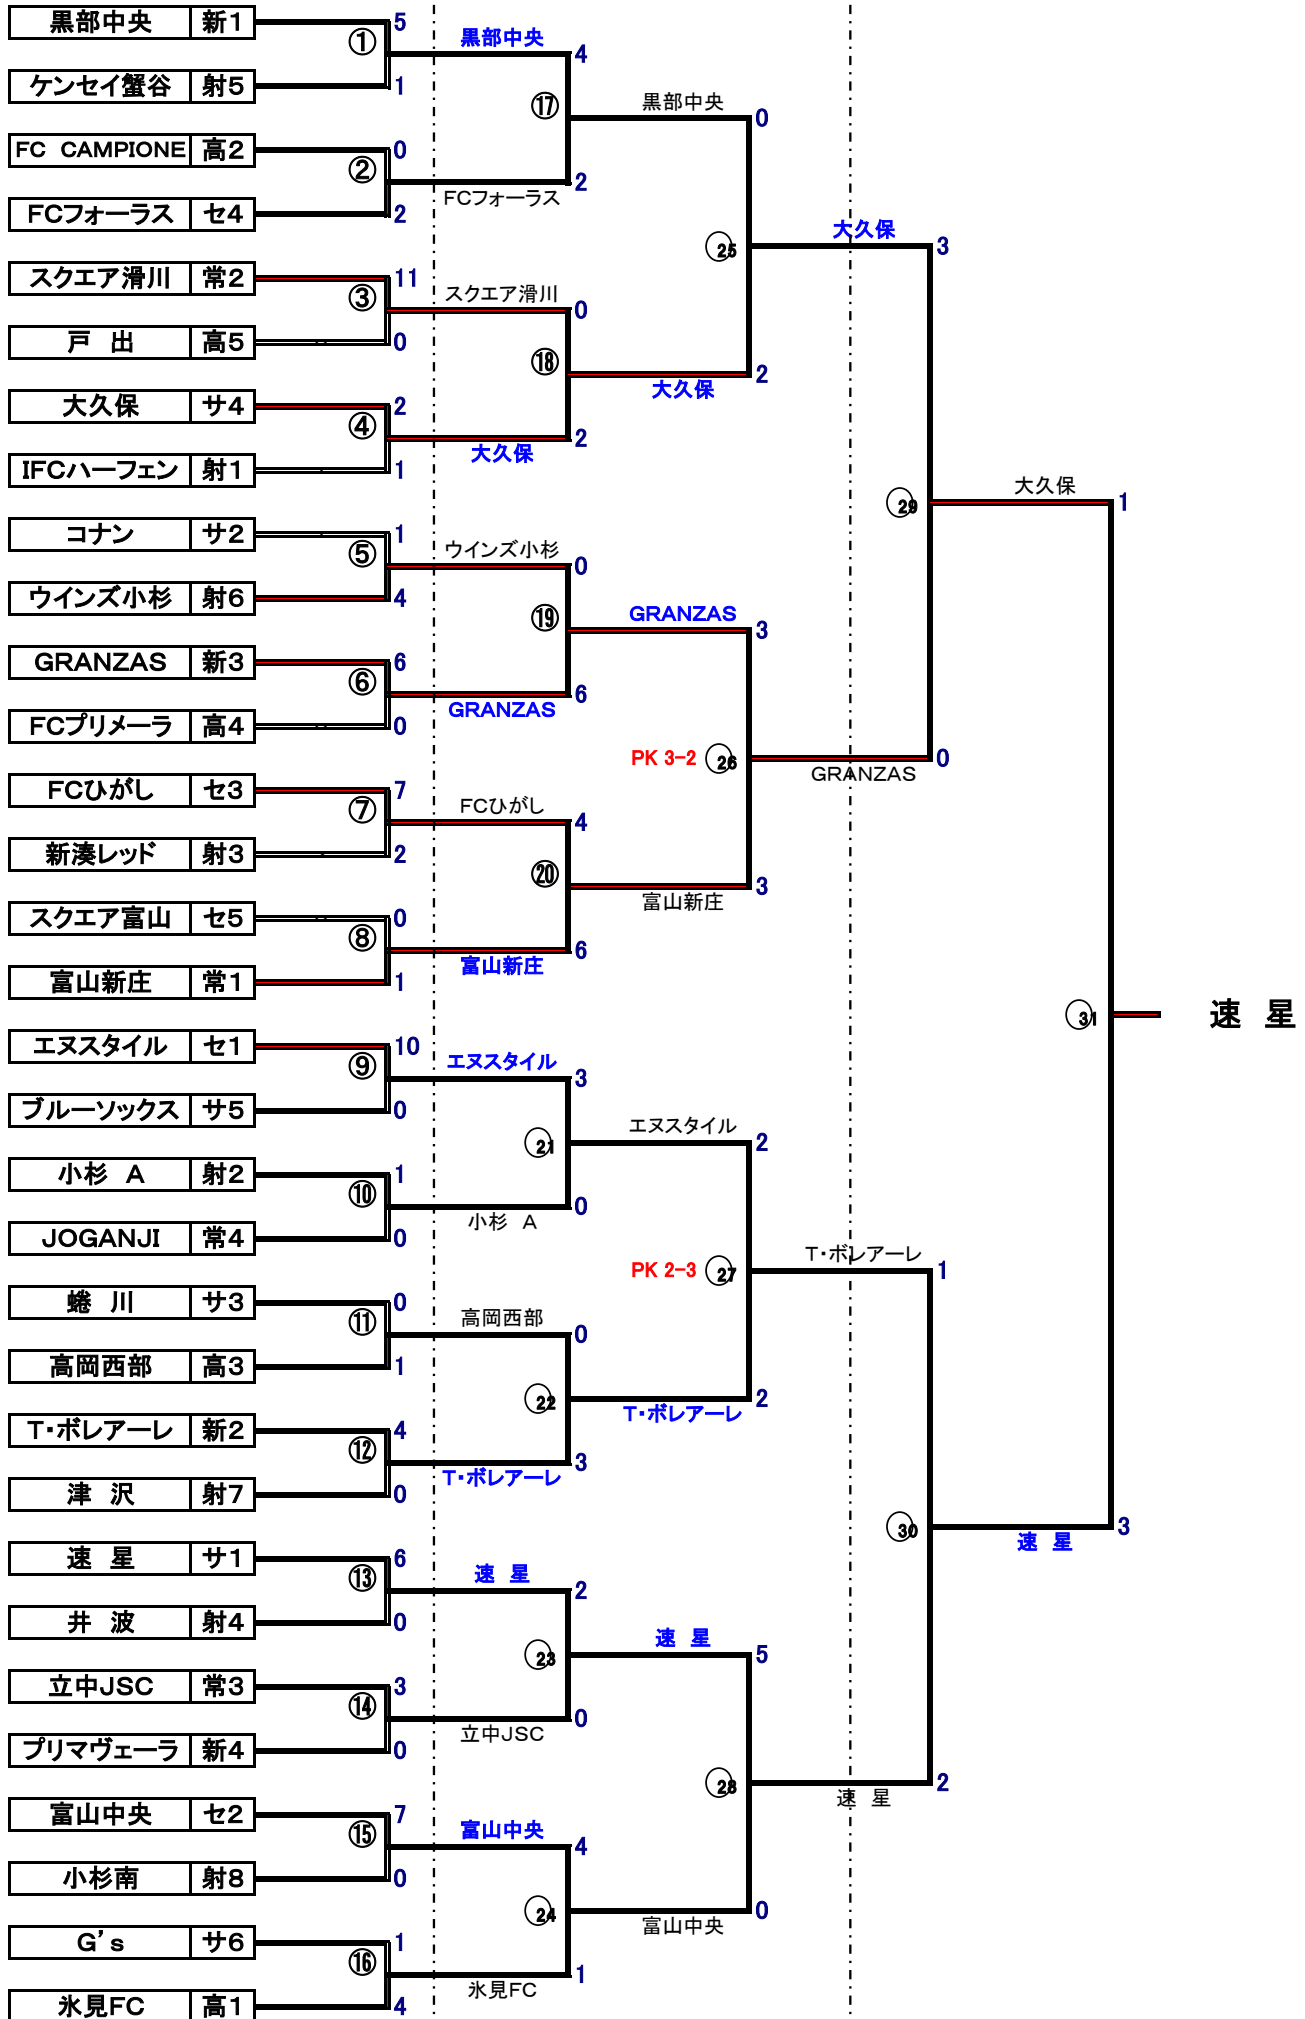 黒部中央 新1 5
① 黒部中央 4
ケンセイ蟹谷 射5 1
⑰ 黒部中央 0
FC CAMPIONE 高2 0
② FCフォーラス 2
FCフォーラス セ4 2
㉕ 大久保 3
スクエア滑川 常2 11
③ スクエア滑川 0
戸 出 高5 0
⑱ 大久保 2
大久保 サ4 2
④ 大久保 2
IFCハーフェン 射1 1
㉙ 大久保 1
コナン サ2 1
⑤ ウインズ小杉 0
ウインズ小杉 射6 4
⑲ GRANZAS 3
GRANZAS 新3 6
⑥ GRANZAS 6
FCプリメーラ 高4 0
PK 3-2 ㉖ GRANZAS 0
FCひがし セ3 7
⑦ FCひがし 4
新湊レッド 射3 2
⑳ 富山新庄 3
スクエア富山 セ5 0
⑧ 富山新庄 6
富山新庄 常1 1
㉛ 速 星
エヌスタイル セ1 10
⑨ エヌスタイル 3
ブルーソックス サ5 0
㉑ エヌスタイル 2
小杉 A 射2 1
⑩ 小杉 A 0
JOGANJI 常4 0
PK 2-3 ㉗ T・ボレアーレ 1
蜷 川 サ3 0
⑪ 高岡西部 0
高岡西部 高3 1
㉒ T・ボレアーレ 2
T・ボレアーレ 新2 4
⑫ T・ボレアーレ 3
津 沢 射7 0
㉚ 速 星 3
速 星 サ1 6
⑬ 速 星 2
井 波 射4 0
㉓ 速 星 5
立中JSC 常3 3
⑭ 立中JSC 0
プリマヴェーラ 新4 0
㉘ 速 星 2
富山中央 セ2 7
⑮ 富山中央 4
小杉南 射8 0
㉔ 富山中央 0
G's サ6 1
⑯ 氷見FC 1
氷見FC 高1 4